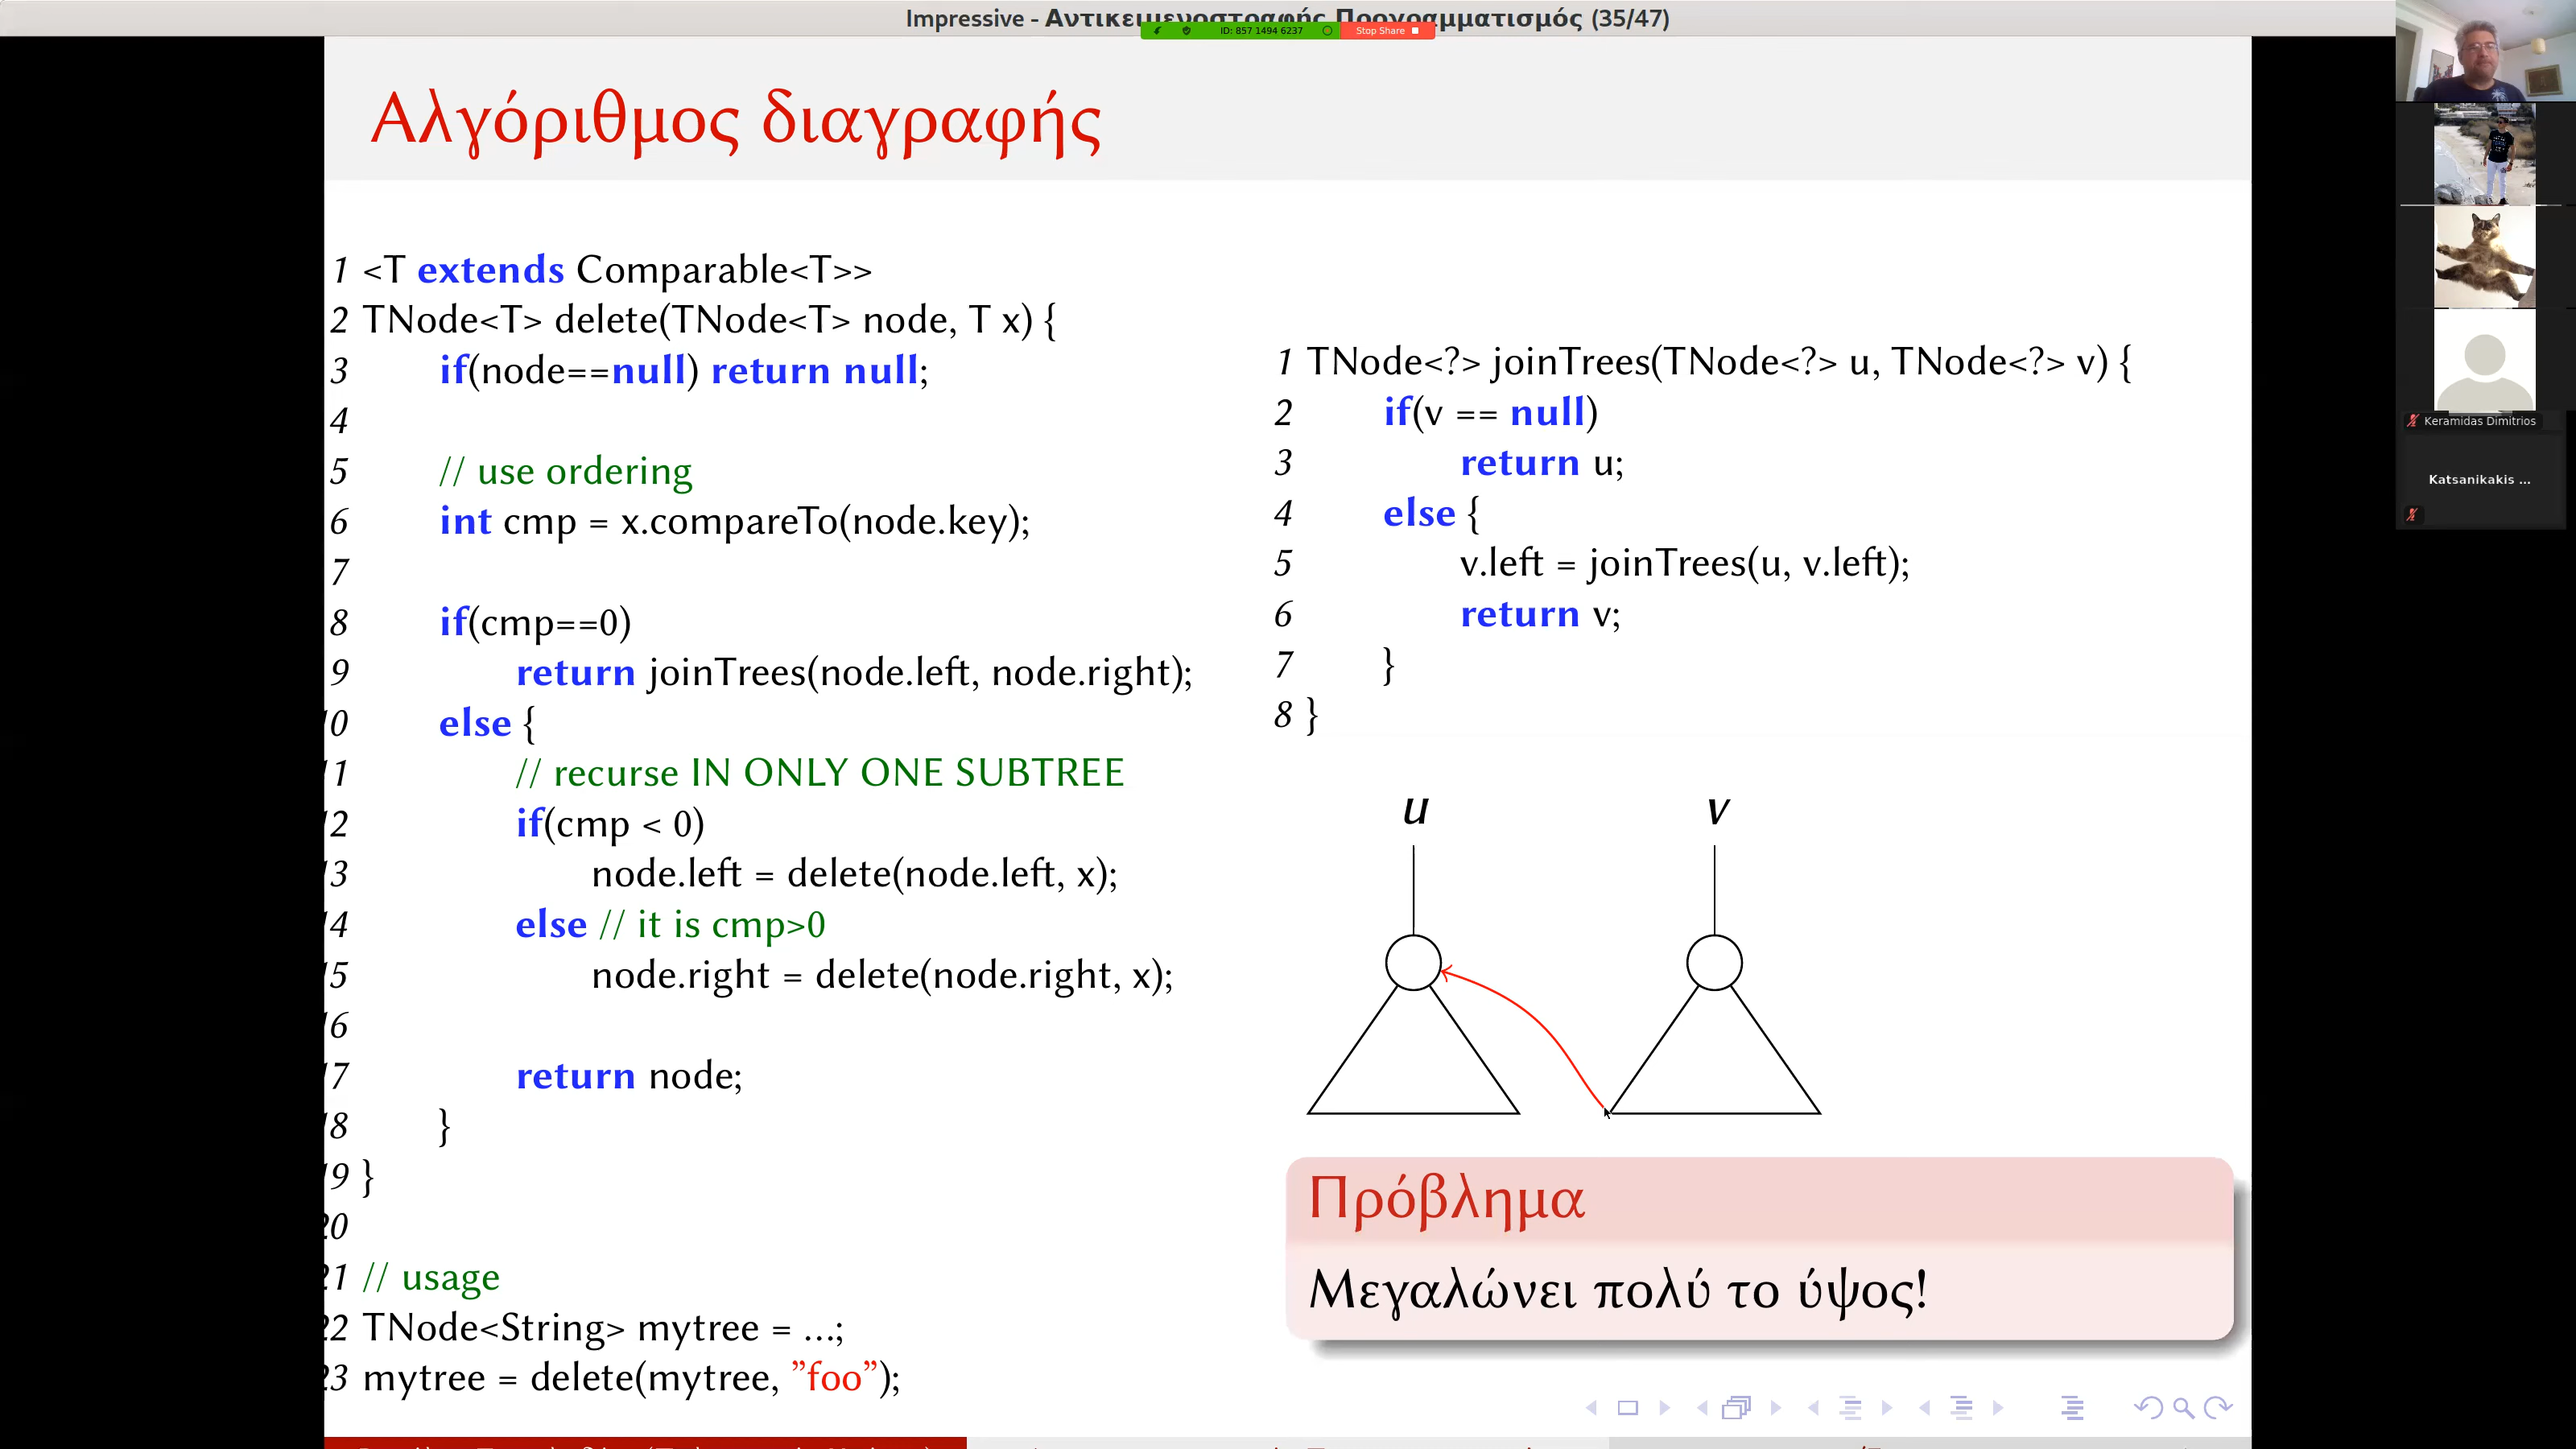 Impressive - Αντικειμενοστραφής Προγραμματισμός (35/47)
ID: 857 1494 6237
Stop Share
Αλγόριθμος διαγραφής
1 <T extends Comparable<T>>
2 TNode<T> delete(TNode<T> node, T x) {
3 if(node==null) return null;
4
5 // use ordering
6 int cmp = x.compareTo(node.key);
7
8 if(cmp==0)
9 return joinTrees(node.left, node.right);
10 else {
11 // recurse IN ONLY ONE SUBTREE
12 if(cmp < 0)
13 node.left = delete(node.left, x);
14 else // it is cmp>0
15 node.right = delete(node.right, x);
16
17 return node;
18 }
19 }
20
21 // usage
22 TNode<String> mytree = ...;
23 mytree = delete(mytree, ”foo”);
1 TNode<?> joinTrees(TNode<?> u, TNode<?> v) {
2 if(v == null)
3 return u;
4 else {
5 v.left = joinTrees(u, v.left);
6 return v;
7 }
8 }
u v
Πρόβλημα
Μεγαλώνει πολύ το ύψος!
Keramidas Dimitrios
Katsanikakis ...